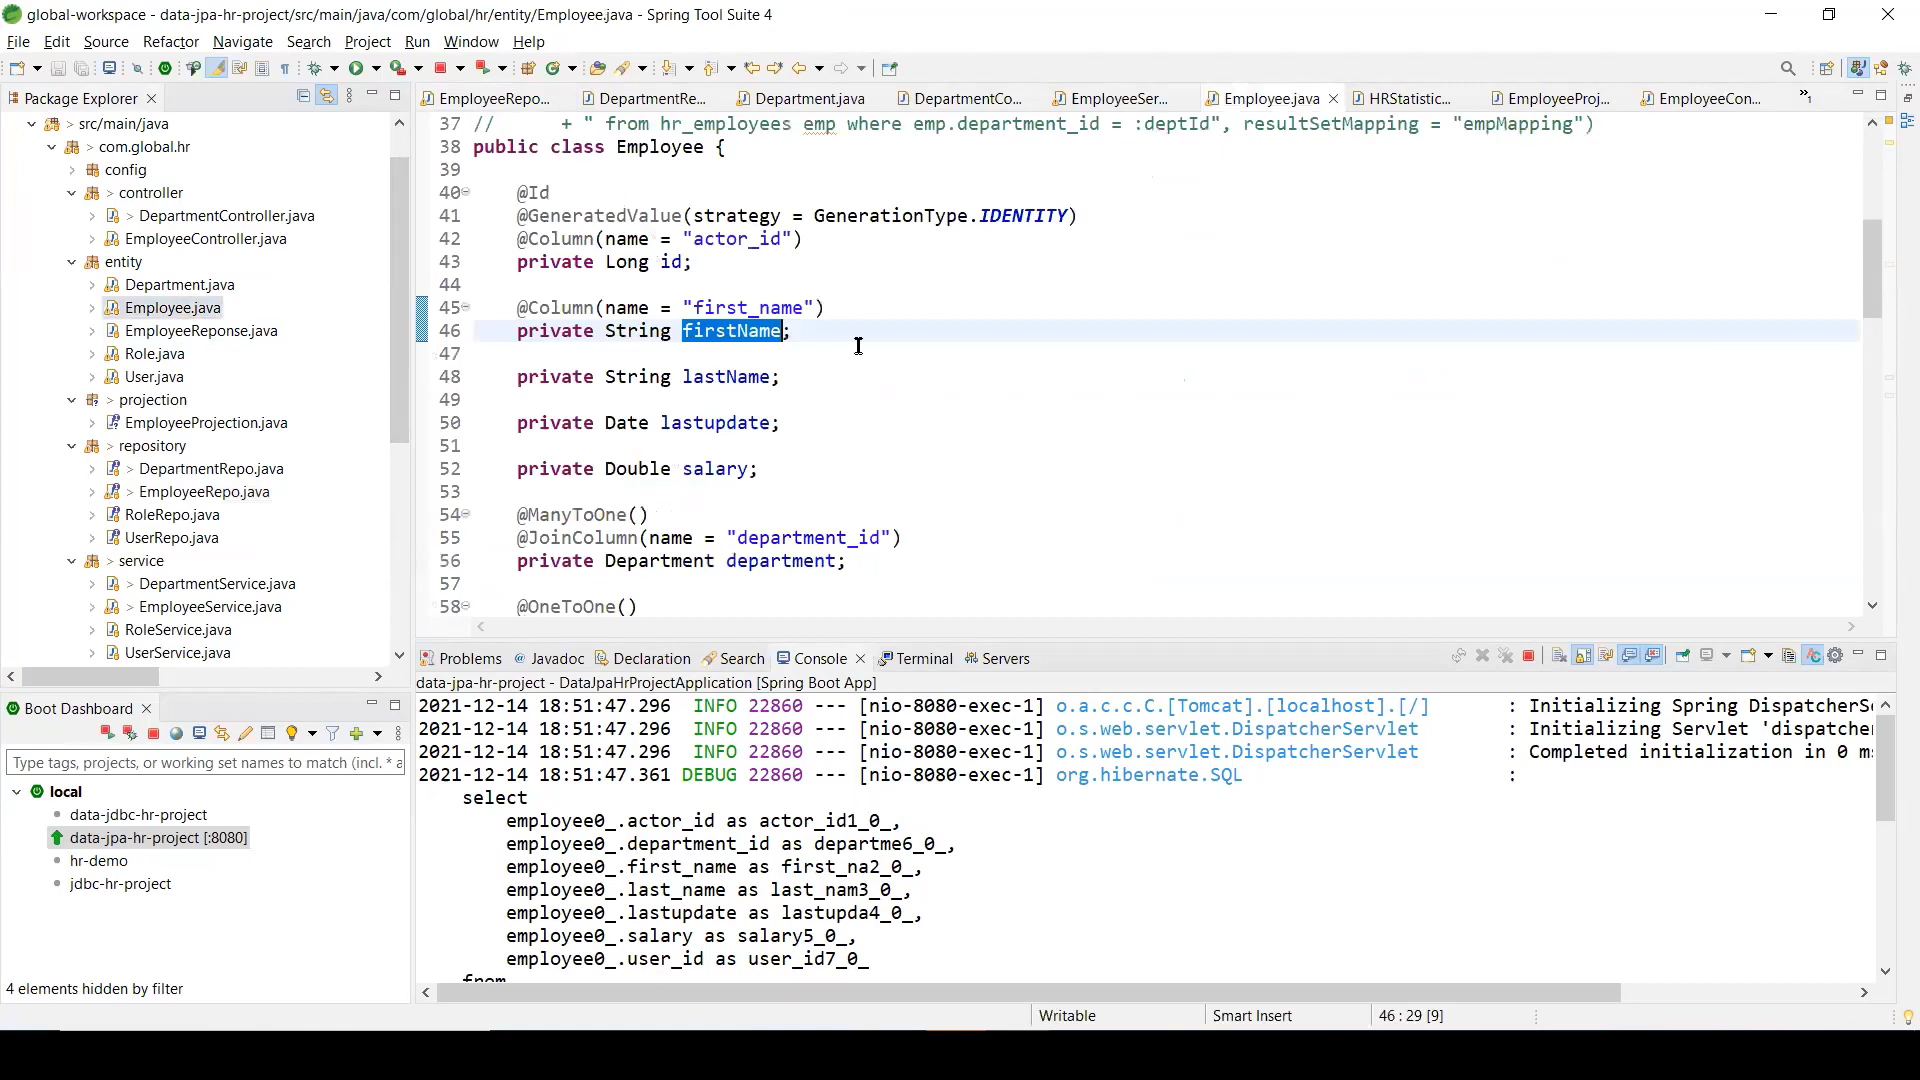 global-workspace - data-jpa-hr-project/src/main/java/com/global/hr/entity/Employee.java - Spring Tool Suite 4
File Edit Source Refactor Navigate Search Project Run Window Help
Package Explorer
src/main/java
> com.global.hr
config
> controller
> DepartmentController.java
EmployeeController.java
entity
Department.java
Employee.java
EmployeeReponse.java
Role.java
User.java
> projection
EmployeeProjection.java
> repository
> DepartmentRepo.java
> EmployeeRepo.java
RoleRepo.java
UserRepo.java
> service
> DepartmentService.java
> EmployeeService.java
RoleService.java
UserService.java
Boot Dashboard
Type tags, projects, or working set names to match (incl. * a
local
data-jdbc-hr-project
data-jpa-hr-project [:8080]
hr-demo
jdbc-hr-project
4 elements hidden by filter
EmployeeRepo... DepartmentRe... Department.java DepartmentCo... EmployeeSer... Employee.java HRStatistic... EmployeeProj... EmployeeCon... »1
37 // + " from hr_employees emp where emp.department_id = :deptId", resultSetMapping = "empMapping")
38 public class Employee {
39
40 @Id
41 @GeneratedValue(strategy = GenerationType.IDENTITY)
42 @Column(name = "actor_id")
43 private Long id;
44
45 @Column(name = "first_name")
46 private String firstName;
47
48 private String lastName;
49
50 private Date lastupdate;
51
52 private Double salary;
53
54 @ManyToOne()
55 @JoinColumn(name = "department_id")
56 private Department department;
57
58 @OneToOne()
Problems Javadoc Declaration Search Console Terminal Servers
data-jpa-hr-project - DataJpaHrProjectApplication [Spring Boot App]
2021-12-14 18:51:47.296 INFO 22860 --- [nio-8080-exec-1] o.a.c.c.C.[Tomcat].[localhost].[/] : Initializing Spring DispatcherSe
2021-12-14 18:51:47.296 INFO 22860 --- [nio-8080-exec-1] o.s.web.servlet.DispatcherServlet : Initializing Servlet 'dispatcher
2021-12-14 18:51:47.296 INFO 22860 --- [nio-8080-exec-1] o.s.web.servlet.DispatcherServlet : Completed initialization in 0 ms
2021-12-14 18:51:47.361 DEBUG 22860 --- [nio-8080-exec-1] org.hibernate.SQL :
select
employee0_.actor_id as actor_id1_0_,
employee0_.department_id as departme6_0_,
employee0_.first_name as first_na2_0_,
employee0_.last_name as last_nam3_0_,
employee0_.lastupdate as lastupda4_0_,
employee0_.salary as salary5_0_,
employee0_.user_id as user_id7_0_
from
Writable Smart Insert 46 : 29 [9]